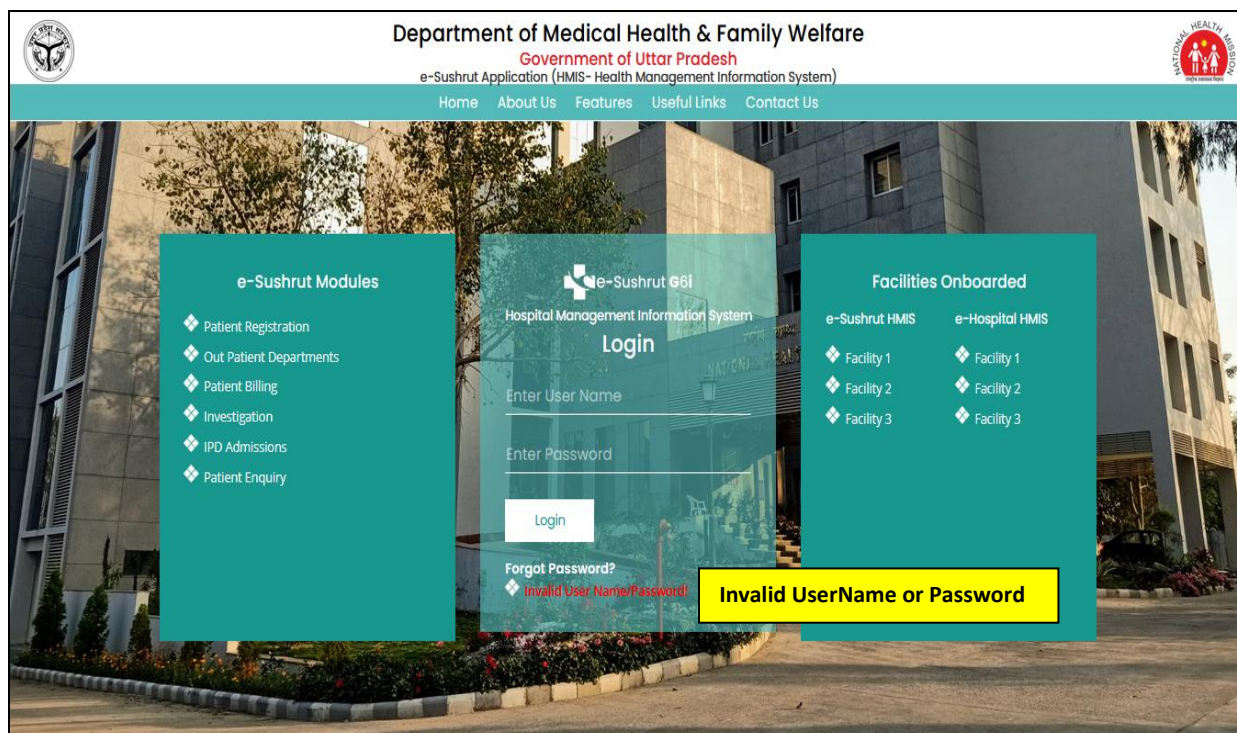 Department of Medical Health & Family Welfare
Government of Uttar Pradesh
e-Sushrut Application (HMIS- Health Management Information System)
NATIONAL HEALTH MISSION
Home About Us Features Useful Links Contact Us
e-Sushrut Modules
Patient Registration
Out Patient Departments
Patient Billing
Investigation
IPD Admissions
Patient Enquiry
e-Sushrut G6i
Hospital Management Information System
Login
Enter User Name
Enter Password
Login
Forgot Password?
Invalid User Name/Password!
Facilities Onboarded
e-Sushrut HMIS e-Hospital HMIS
Facility 1 Facility 1
Facility 2 Facility 2
Facility 3 Facility 3
Invalid UserName or Password